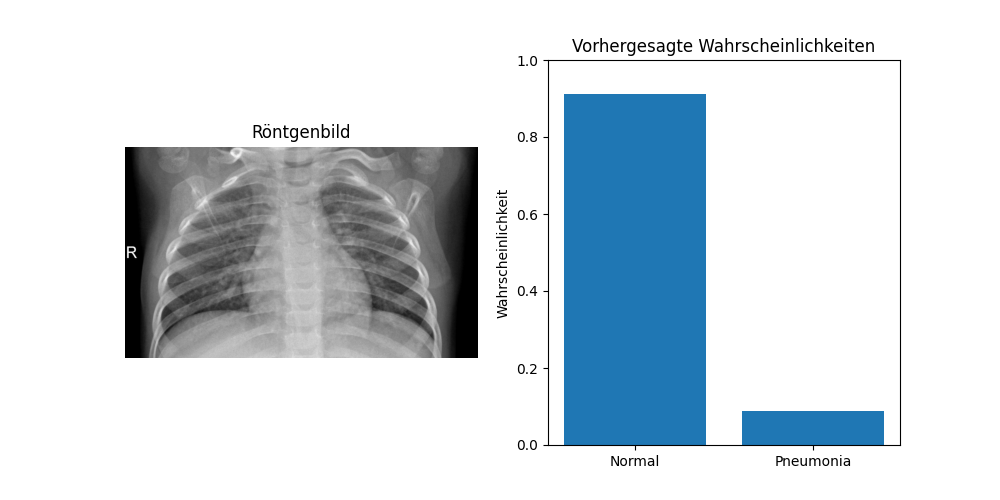 Röntgenbild
R
Vorhergesagte Wahrscheinlichkeiten
Wahrscheinlichkeit
1.0
0.8
0.6
0.4
0.2
0.0
Normal
Pneumonia